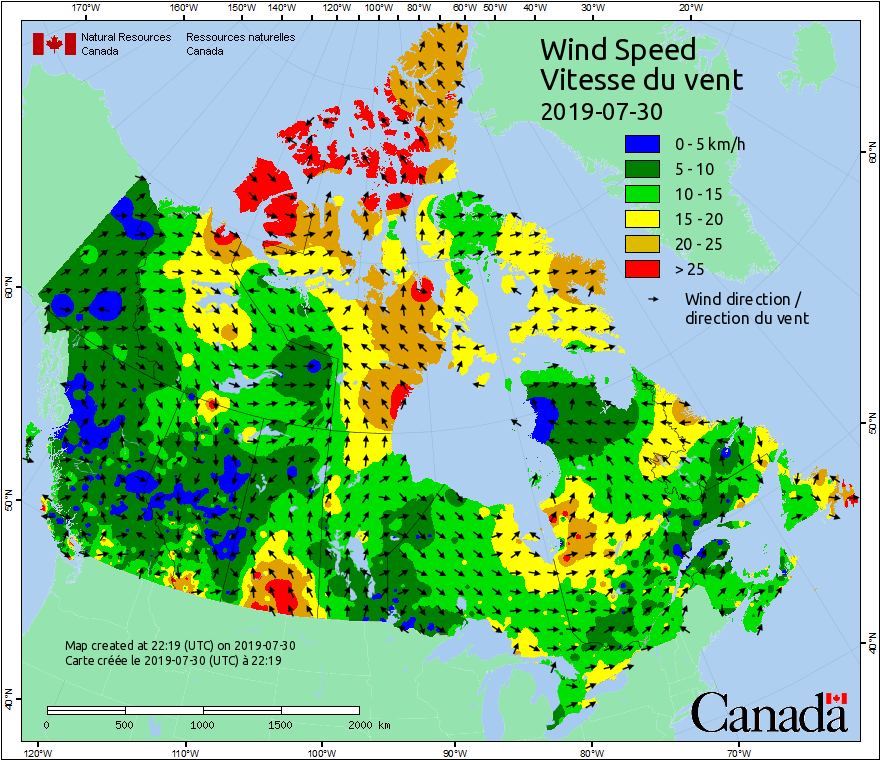 170°W 160°W 150°W 140°W 130°W 120°W 110°W 100°W 90°W 80°W 70°W 60°W 50°W 40°W 30°W 20°W
Natural Resources Canada
Ressources naturelles Canada
Wind Speed
Vitesse du vent
2019-07-30
0 - 5 km/h
5 - 10
10 - 15
15 - 20
20 - 25
> 25
Wind direction /
direction du vent
60°N
60°N
50°N
50°N
40°N
40°N
Map created at 22:19 (UTC) on 2019-07-30
Carte créée le 2019-07-30 (UTC) à 22:19
0 500 1000 1500 2000 km
Canada
120°W 110°W 100°W 90°W 80°W 70°W